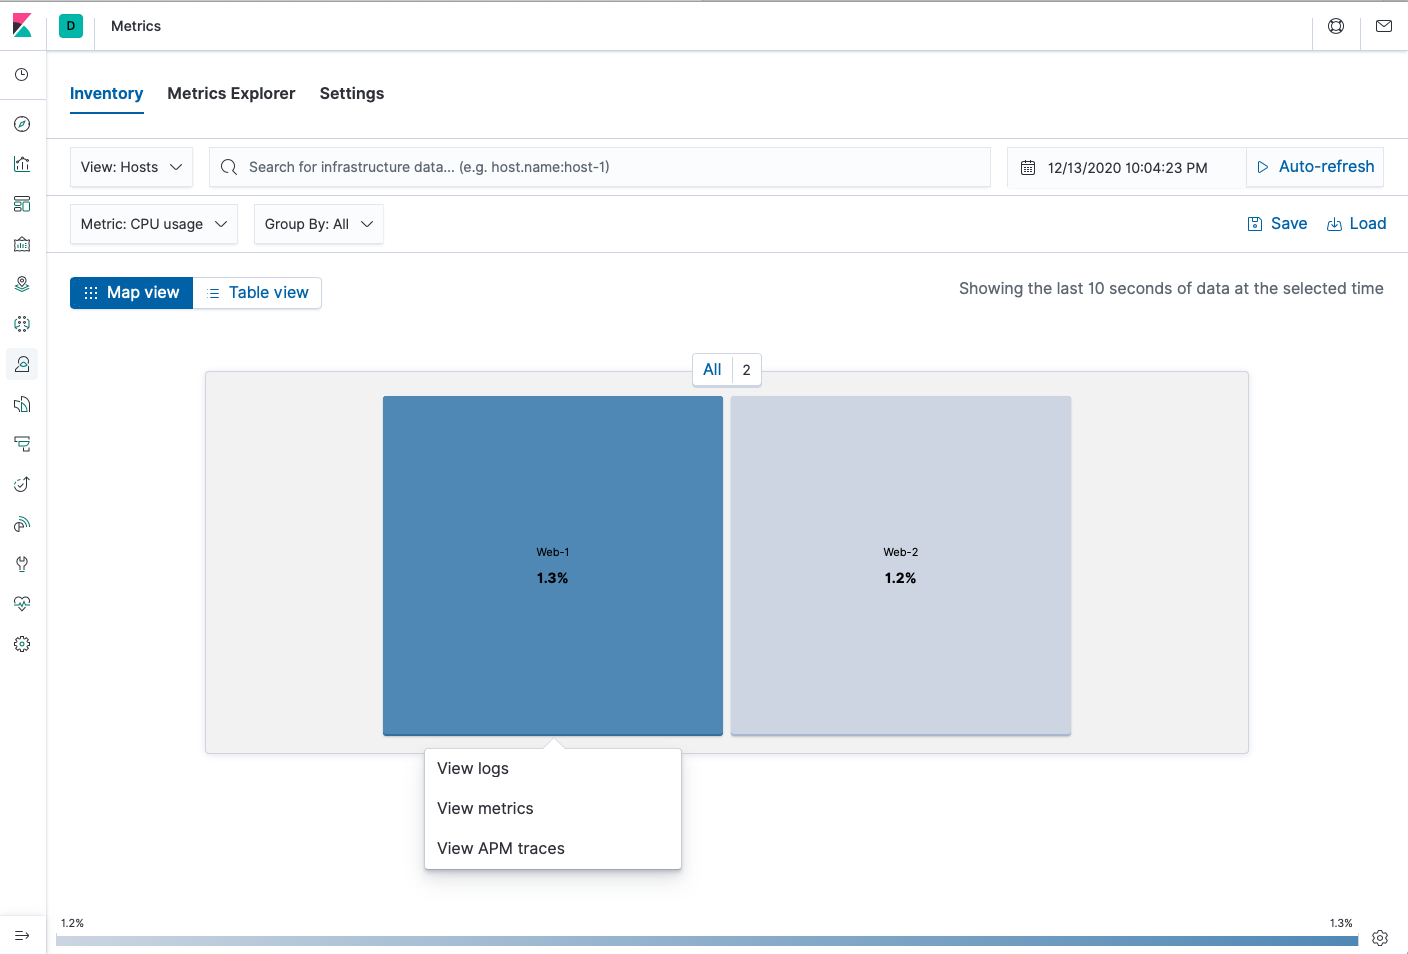 D
Metrics
Inventory
Metrics Explorer
Settings
View: Hosts
Search for infrastructure data... (e.g. host.name:host-1)
12/13/2020 10:04:23 PM
Auto-refresh
Metric: CPU usage
Group By: All
Save
Load
Map view
Table view
Showing the last 10 seconds of data at the selected time
All
2
Web-1
1.3%
Web-2
1.2%
View logs
View metrics
View APM traces
1.2%
1.3%